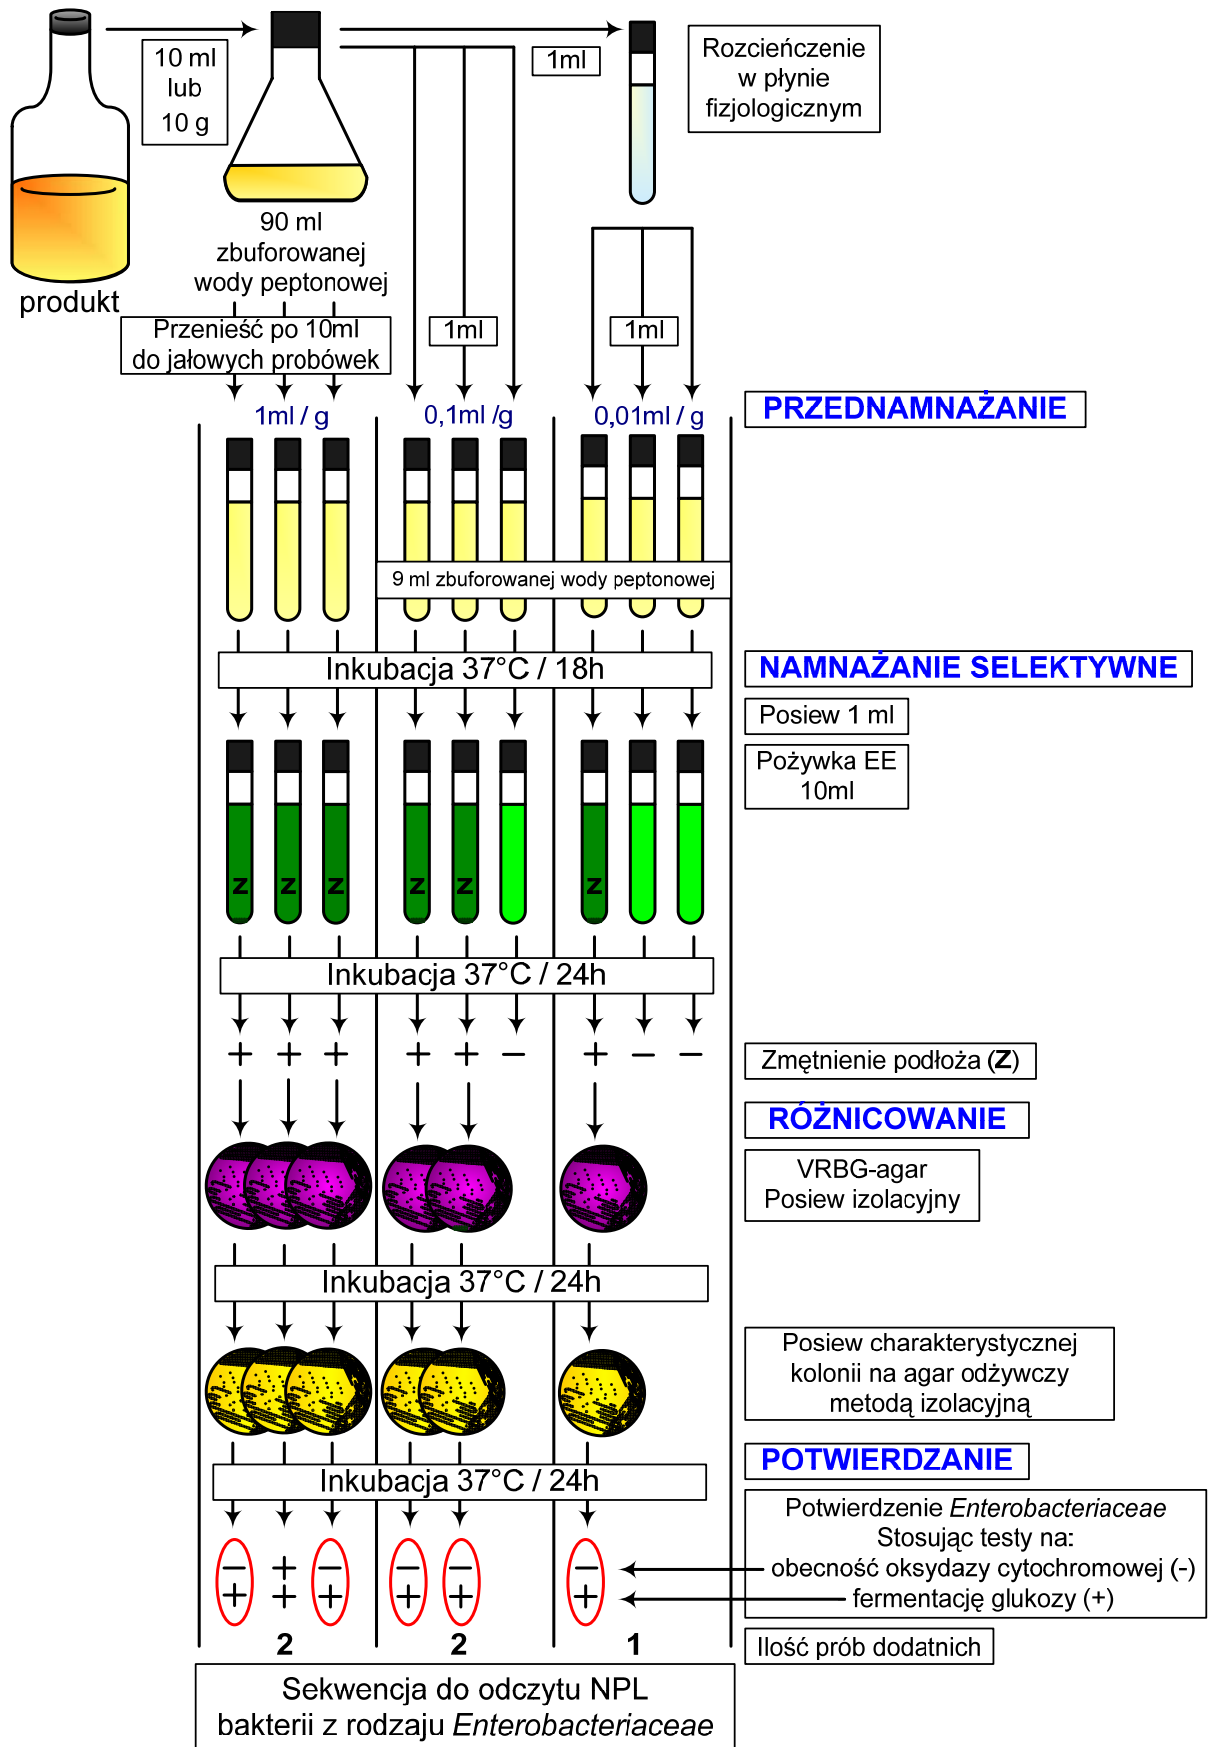 10 ml
lub
10 g
1ml
Rozcieńczenie
w płynie
fizjologicznym
90 ml
zbuforowanej
wody peptonowej
produkt
Przenieść po 10ml
do jałowych probówek
1ml
1ml
1ml / g
0,1ml /g
0,01ml / g
PRZEDNAMNAŻANIE
9 ml zbuforowanej wody peptonowej
Inkubacja 37°C / 18h
NAMNAŻANIE SELEKTYWNE
Posiew 1 ml
Pożywka EE
10ml
Z Z Z Z Z Z
Inkubacja 37°C / 24h
+ + + + + – + – –
Zmętnienie podłoża (Z)
RÓŻNICOWANIE
VRBG-agar
Posiew izolacyjny
Inkubacja 37°C / 24h
Posiew charakterystycznej
kolonii na agar odżywczy
metodą izolacyjną
POTWIERDZANIE
Inkubacja 37°C / 24h
Potwierdzenie Enterobacteriaceae
Stosując testy na:
obecność oksydazy cytochromowej (-)
fermentację glukozy (+)
– + – – – –
+ + + + + +
2 2 1
Ilość prób dodatnich
Sekwencja do odczytu NPL
bakterii z rodzaju Enterobacteriaceae